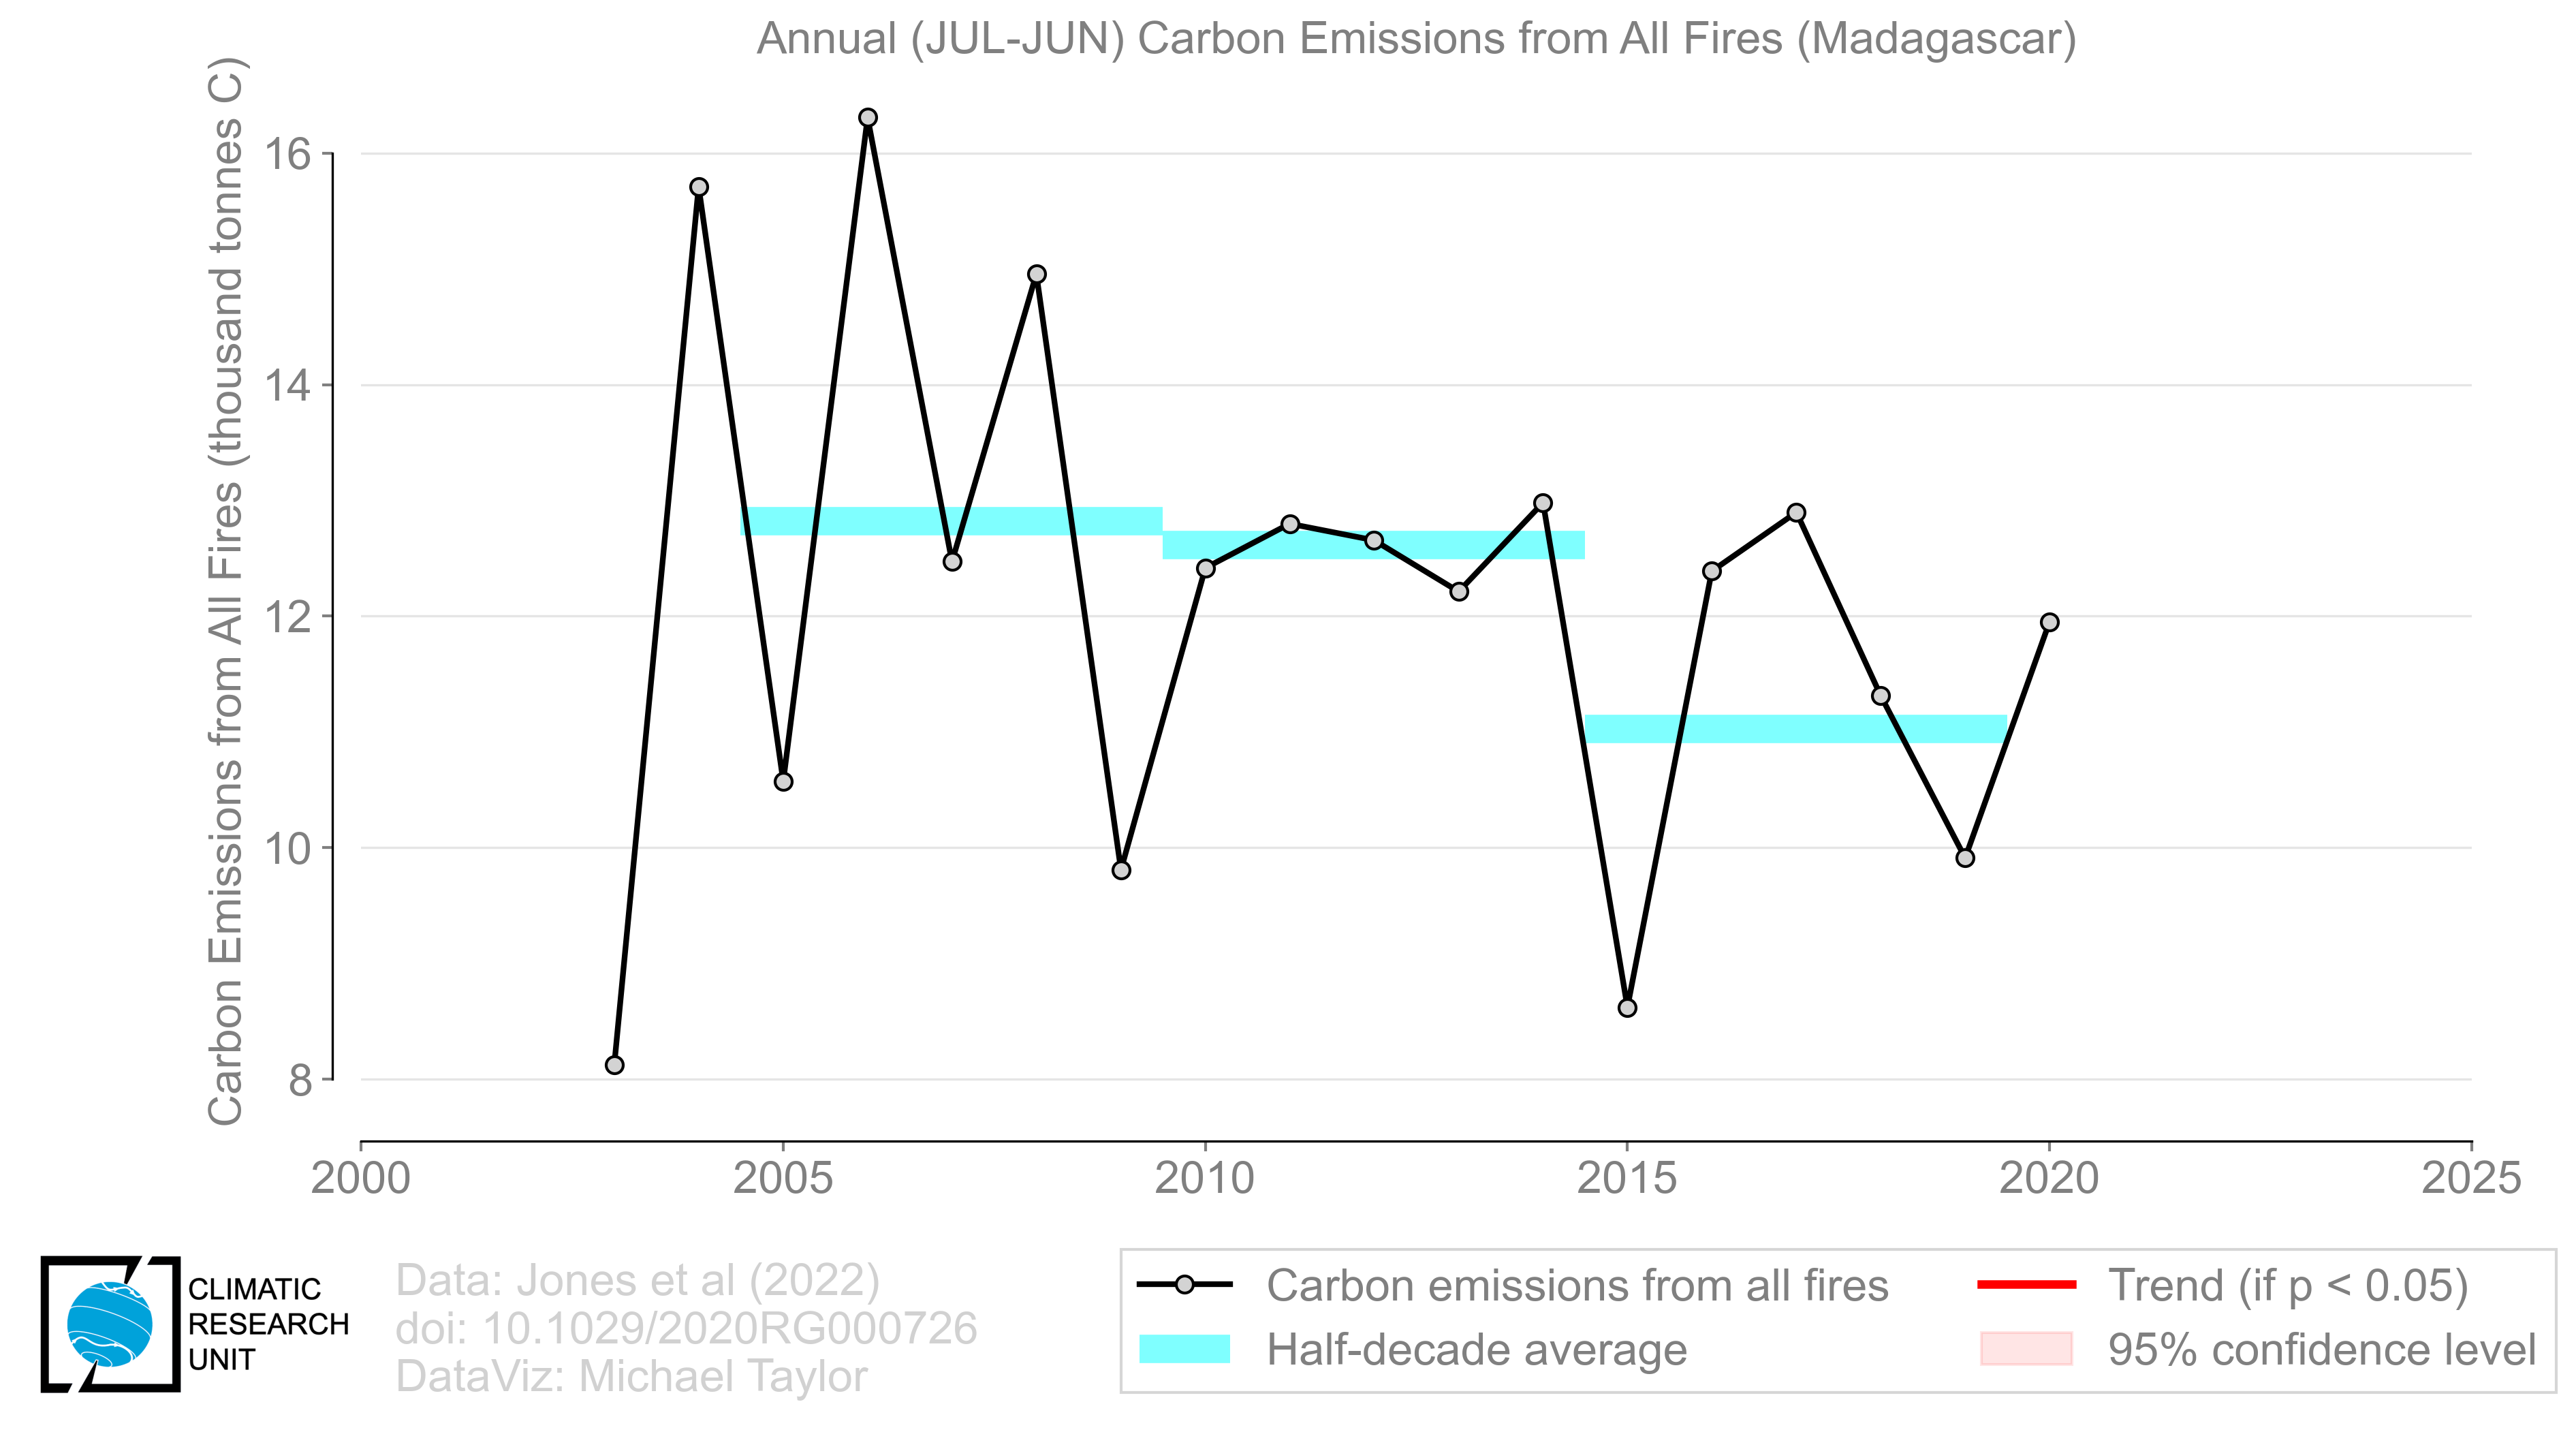 Annual (JUL-JUN) Carbon Emissions from All Fires (Madagascar)
Carbon Emissions from All Fires (thousand tonnes C)
16
14
12
10
8
2000 2005 2010 2015 2020 2025
CLIMATIC
RESEARCH
UNIT
Data: Jones et al (2022)
doi: 10.1029/2020RG000726
DataViz: Michael Taylor
Carbon emissions from all fires
Half-decade average
Trend (if p < 0.05)
95% confidence level